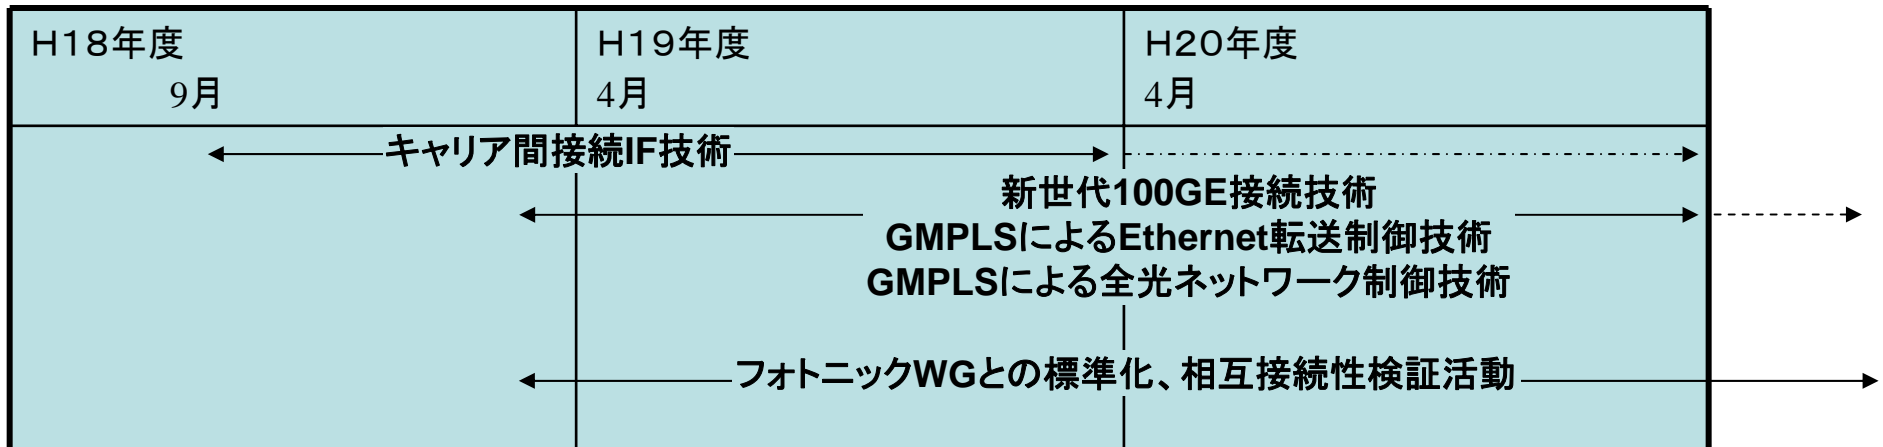 H18年度
9月
H19年度
4月
H20年度
4月
キャリア間接続IF技術
新世代100GE接続技術
GMPLSによるEthernet転送制御技術
GMPLSによる全光ネットワーク制御技術
フォトニックWGとの標準化、相互接続性検証活動